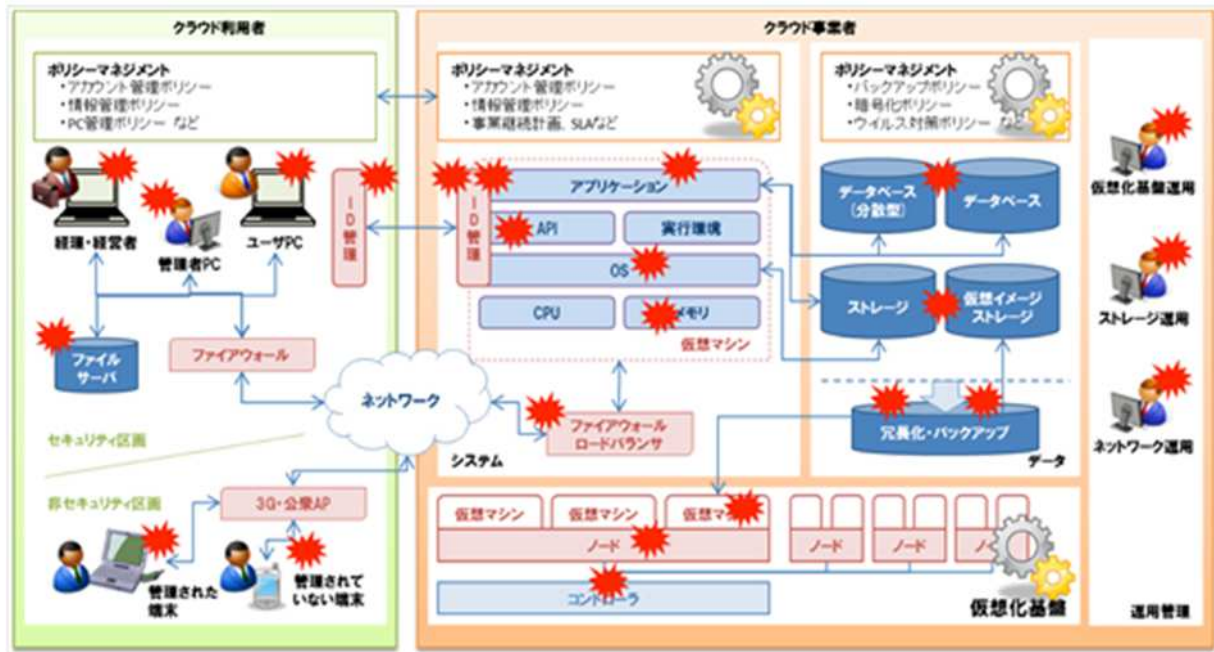 クラウド利用者
ポリシーマネジメント
・アカウント管理ポリシー
・情報管理ポリシー
・PC管理ポリシー など
経理・経営者
管理者PC
ユーザPC
ID管理
ファイルサーバ
ファイアウォール
セキュリティ区画
非セキュリティ区画
3G・公衆AP
管理された
端末
管理されて
いない端末
ネットワーク
クラウド事業者
ポリシーマネジメント
・アカウント管理ポリシー
・情報管理ポリシー
・事業継続計画、SLAなど
ID管理
アプリケーション
API
実行環境
OS
CPU
メモリ
仮想マシン
ファイアウォール
ロードバランサ
システム
ポリシーマネジメント
・バックアップポリシー
・暗号化ポリシー
・ウイルス対策ポリシー など
データベース
(分散型)
データベース
ストレージ
仮想イメージ
ストレージ
冗長化・バックアップ
データ
仮想マシン
仮想マシン
仮想マシン
ノード
ノード
ノード
ノード
コントローラ
仮想化基盤
仮想化基盤運用
ストレージ運用
ネットワーク運用
運用管理